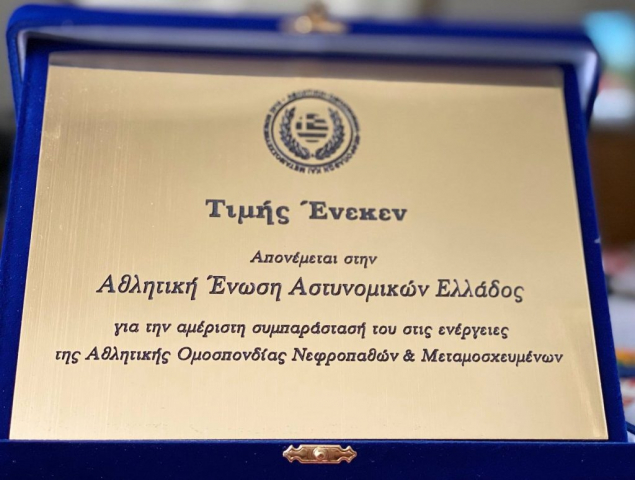 Τιμής Ένεκεν
Απονέμεται στην
Αθλητική Ένωση Αστυνομικών Ελλάδος
για την αμέριστη συμπαράστασή του στις ενέργειες
της Αθλητικής Ομοσπονδίας Νεφροπαθών & Μεταμοσχευμένων